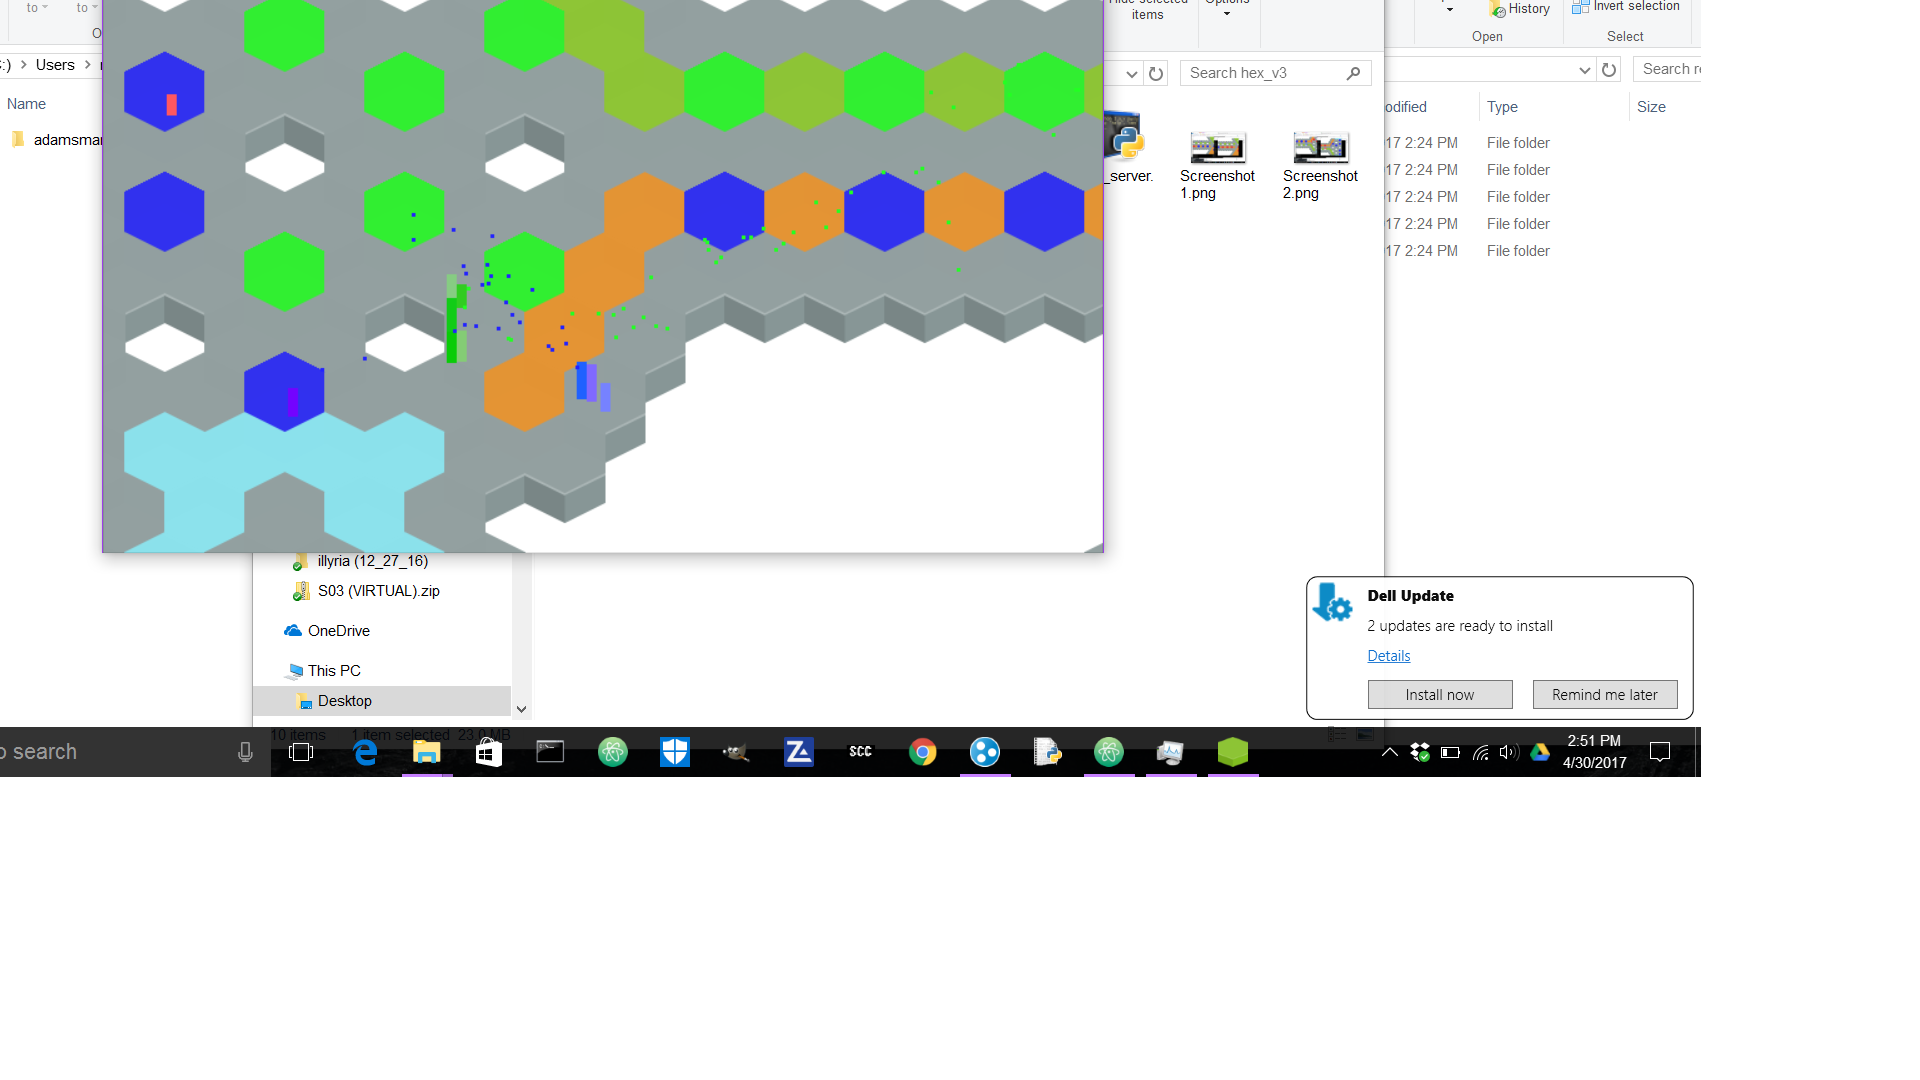 to
to
Hide selected
items
Options
History
Invert selection
Open
Select
Users
Search hex_v3
Name
Type
Size
_server.
Screenshot
1.png
Screenshot
2.png
17 2:24 PM
File folder
17 2:24 PM
File folder
17 2:24 PM
File folder
17 2:24 PM
File folder
17 2:24 PM
File folder
illyria (12_27_16)
S03 (VIRTUAL).zip
OneDrive
This PC
Desktop
10 items 1 item selected 23.0 MB
Dell Update
2 updates are ready to install
Details
Install now
Remind me later
o search
SCC
2:51 PM
4/30/2017